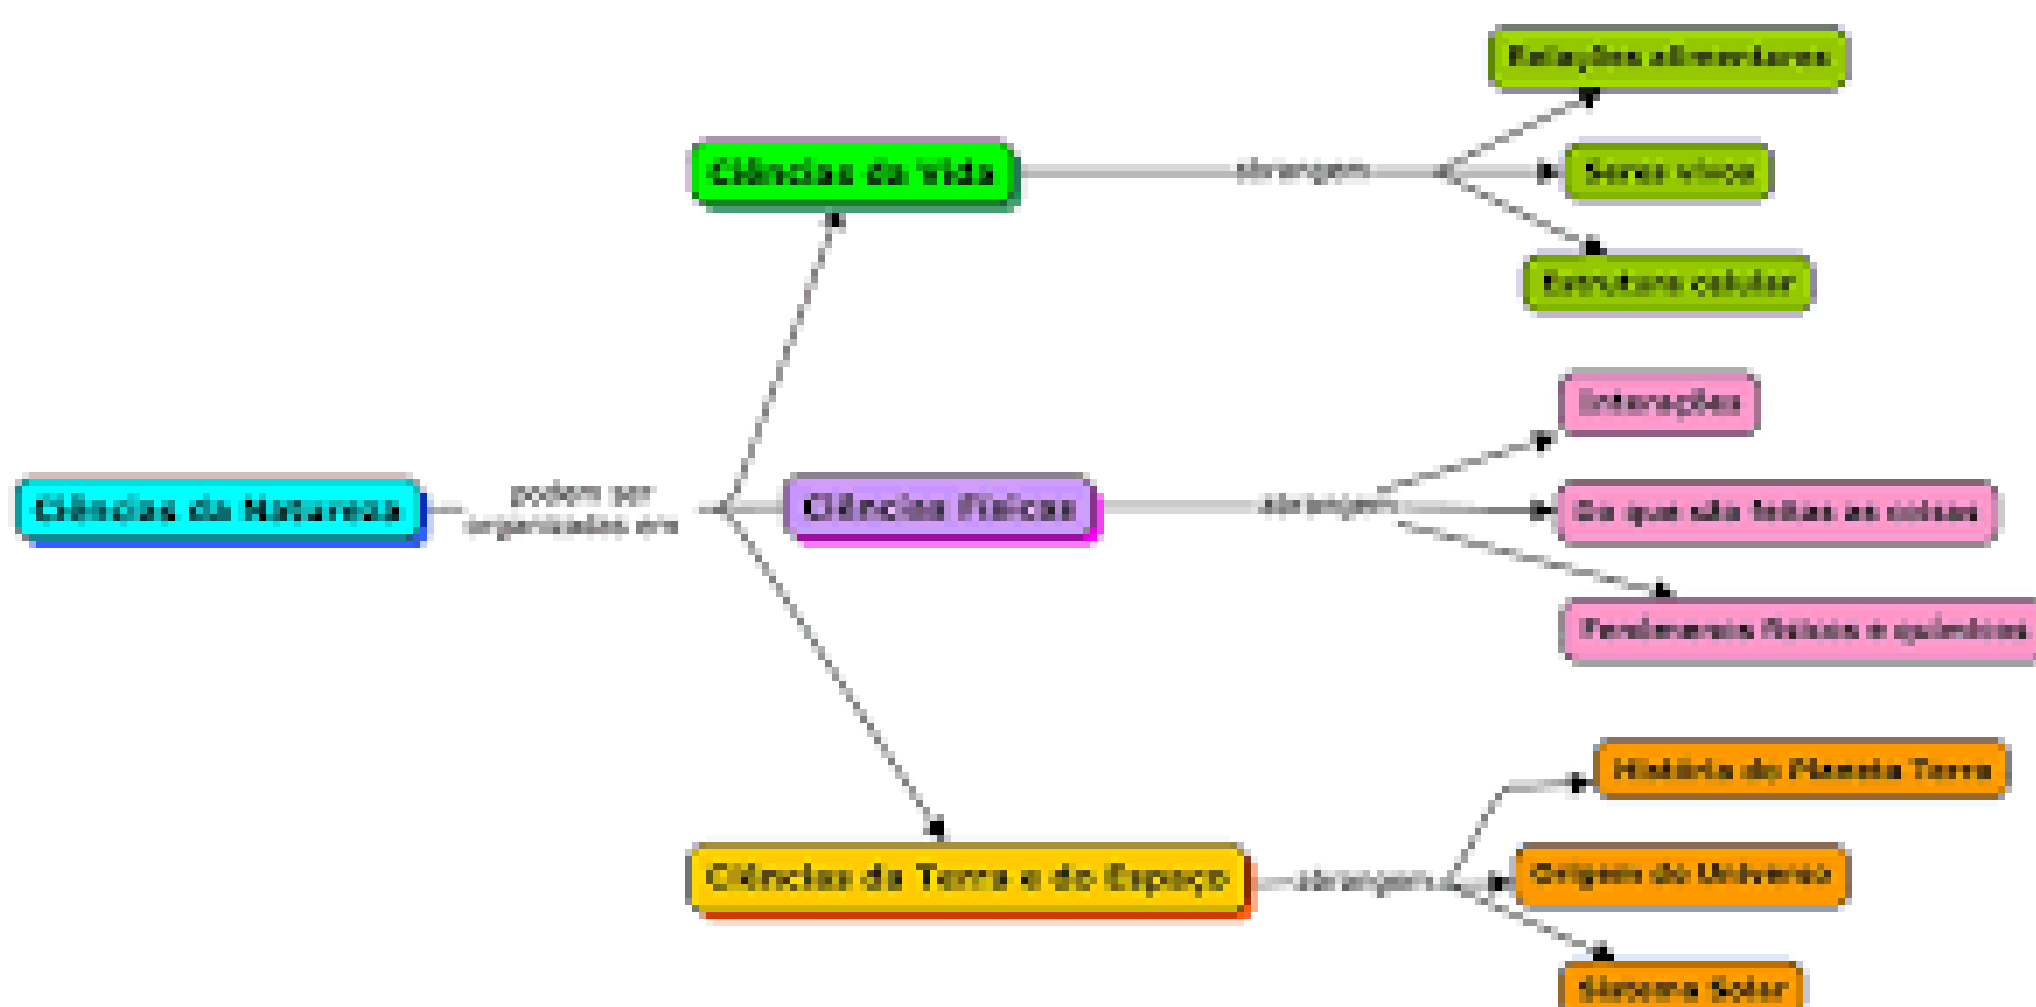 Relações alimentares
Ciências da Vida
abrangem
Seres vivos
Estrutura celular
Interações
Ciências da Natureza
podem ser
organizadas em
Ciências Físicas
abrangem
Do que são feitas as coisas
Fenómenos físicos e químicos
História do Planeta Terra
Ciências da Terra e do Espaço
abrangem
Origem do Universo
Sistema Solar